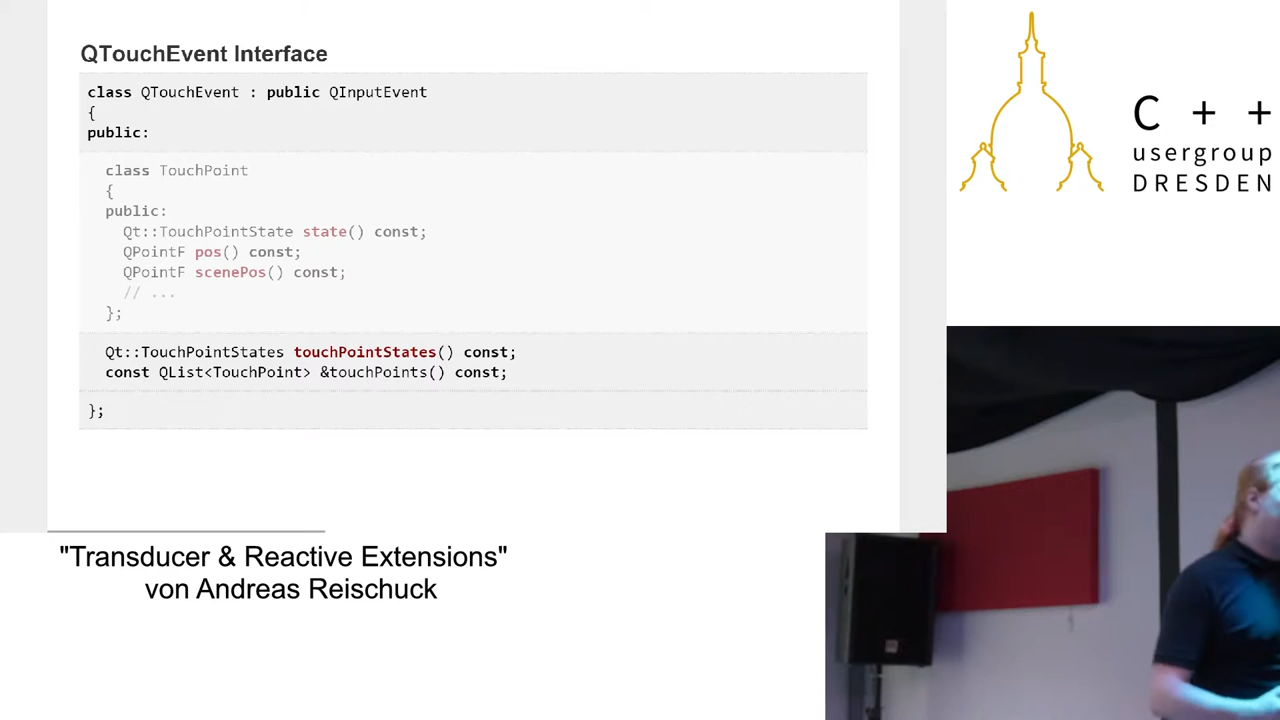 QTouchEvent Interface
class QTouchEvent : public QInputEvent
{
public:
class TouchPoint
{
public:
Qt::TouchPointState state() const;
QPointF pos() const;
QPointF scenePos() const;
// ...
};
Qt::TouchPointStates touchPointStates() const;
const QList<TouchPoint> &touchPoints() const;
};
C + +
usergroup
DRESDEN
"Transducer & Reactive Extensions"
von Andreas Reischuck